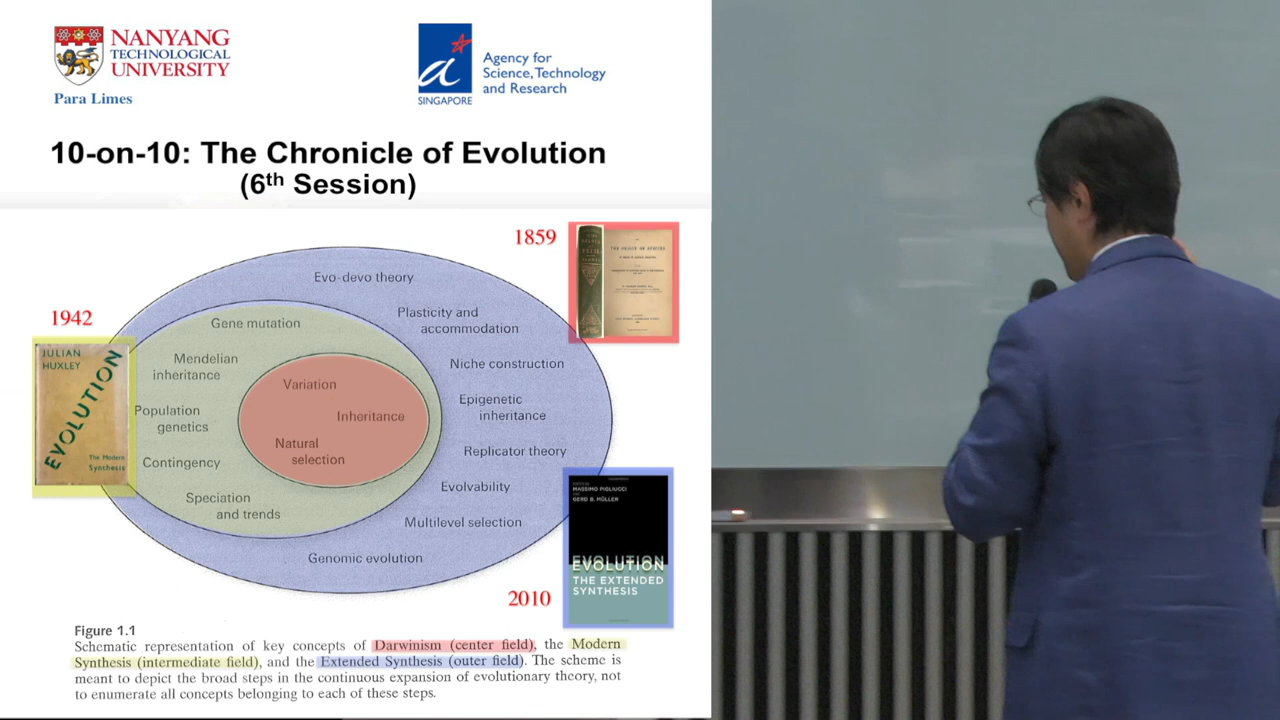 NANYANG
TECHNOLOGICAL
UNIVERSITY
Para Limes
SINGAPORE
Agency for
Science, Technology
and Research
10-on-10: The Chronicle of Evolution
(6th Session)
1859
THE ORIGIN OF SPECIES
1942
JULIAN
HUXLEY
EVOLUTION
The Modern
Synthesis
Evo-devo theory
Plasticity and
accommodation
Niche construction
Epigenetic
inheritance
Replicator theory
Evolvability
Multilevel selection
Genomic evolution
Gene mutation
Mendelian
inheritance
Population
genetics
Contingency
Speciation
and trends
Variation
Inheritance
Natural
selection
2010
MASSIMO PIGLIUCCI
GERD B. MÜLLER
EVOLUTION
THE EXTENDED
SYNTHESIS
Figure 1.1
Schematic representation of key concepts of Darwinism (center field), the Modern
Synthesis (intermediate field), and the Extended Synthesis (outer field). The scheme is
meant to depict the broad steps in the continuous expansion of evolutionary theory, not
to enumerate all concepts belonging to each of these steps.